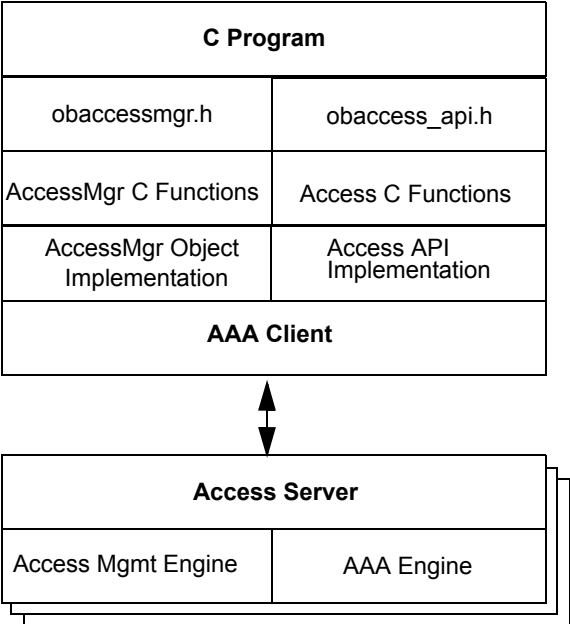 C Program
obaccessmgr.h
obaccess_api.h
AccessMgr C Functions
Access C Functions
AccessMgr Object
Implementation
Access API
Implementation
AAA Client
Access Server
Access Mgmt Engine
AAA Engine